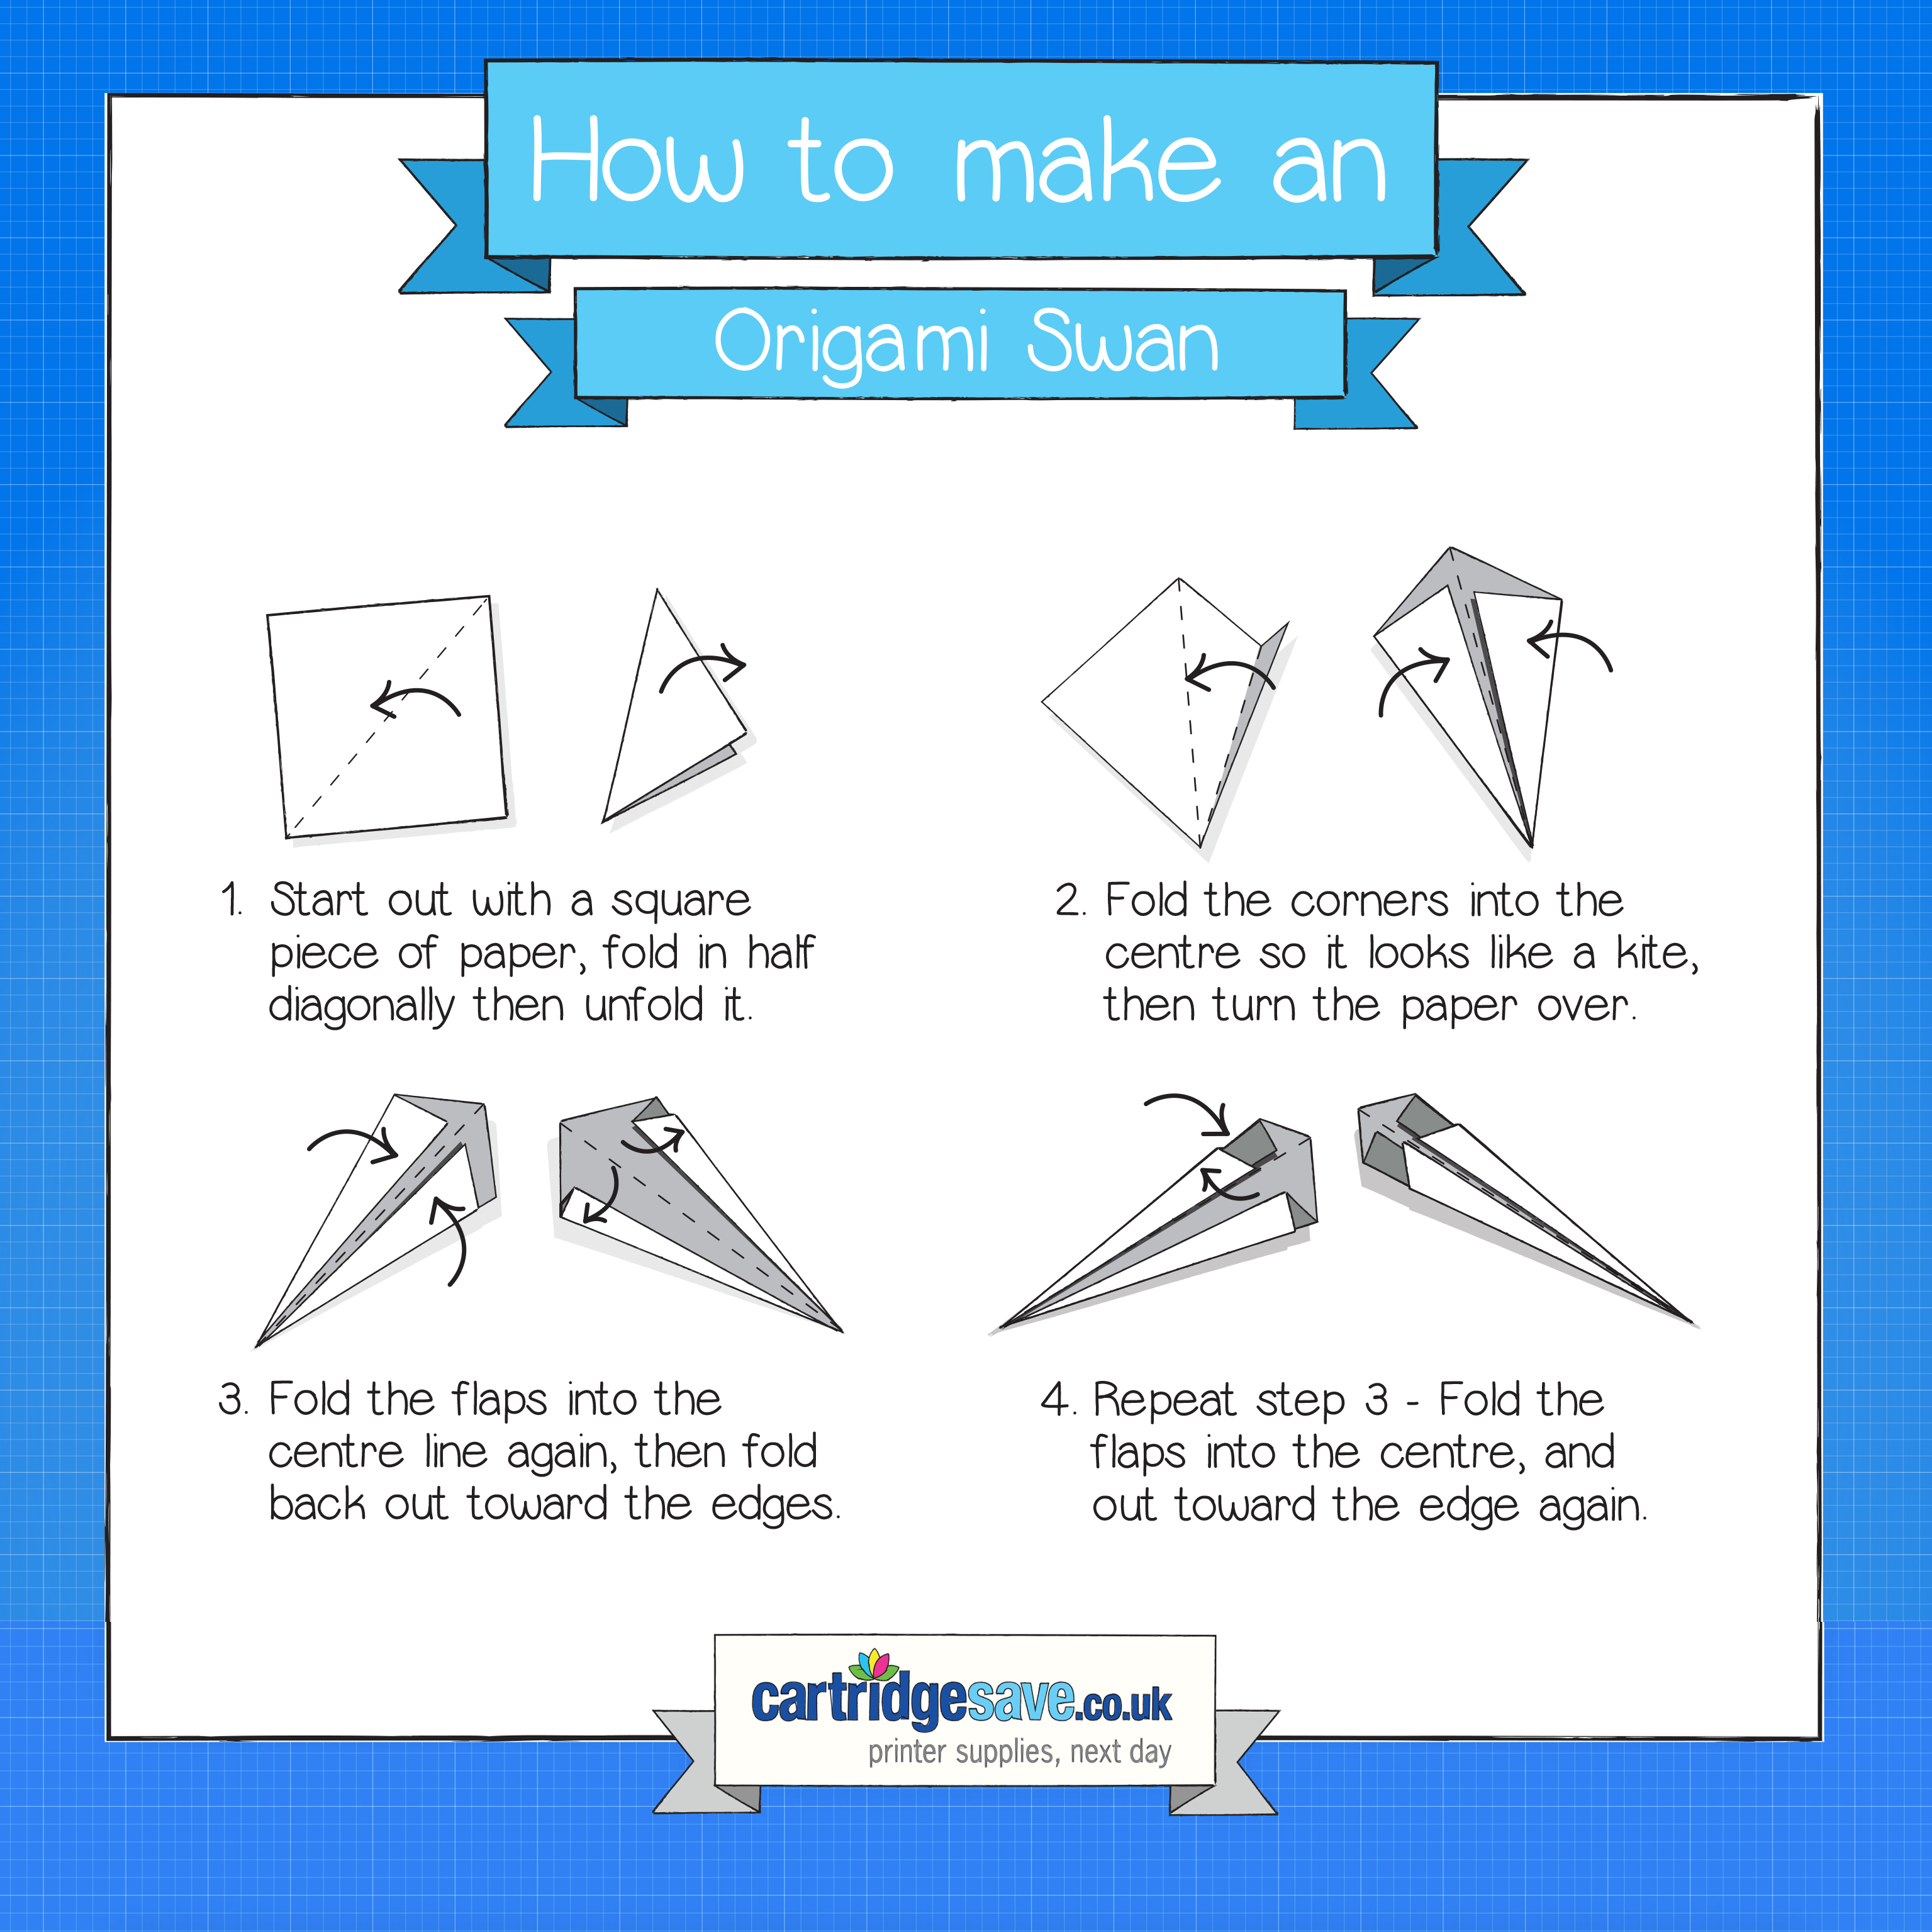 How to make an
Origami Swan
1. Start out with a square
piece of paper, fold in half
diagonally then unfold it.
2. Fold the corners into the
centre so it looks like a kite,
then turn the paper over.
3. Fold the flaps into the
centre line again, then fold
back out toward the edges.
4. Repeat step 3 - Fold the
flaps into the centre, and
out toward the edge again.
cartridgesave.co.uk
printer supplies, next day